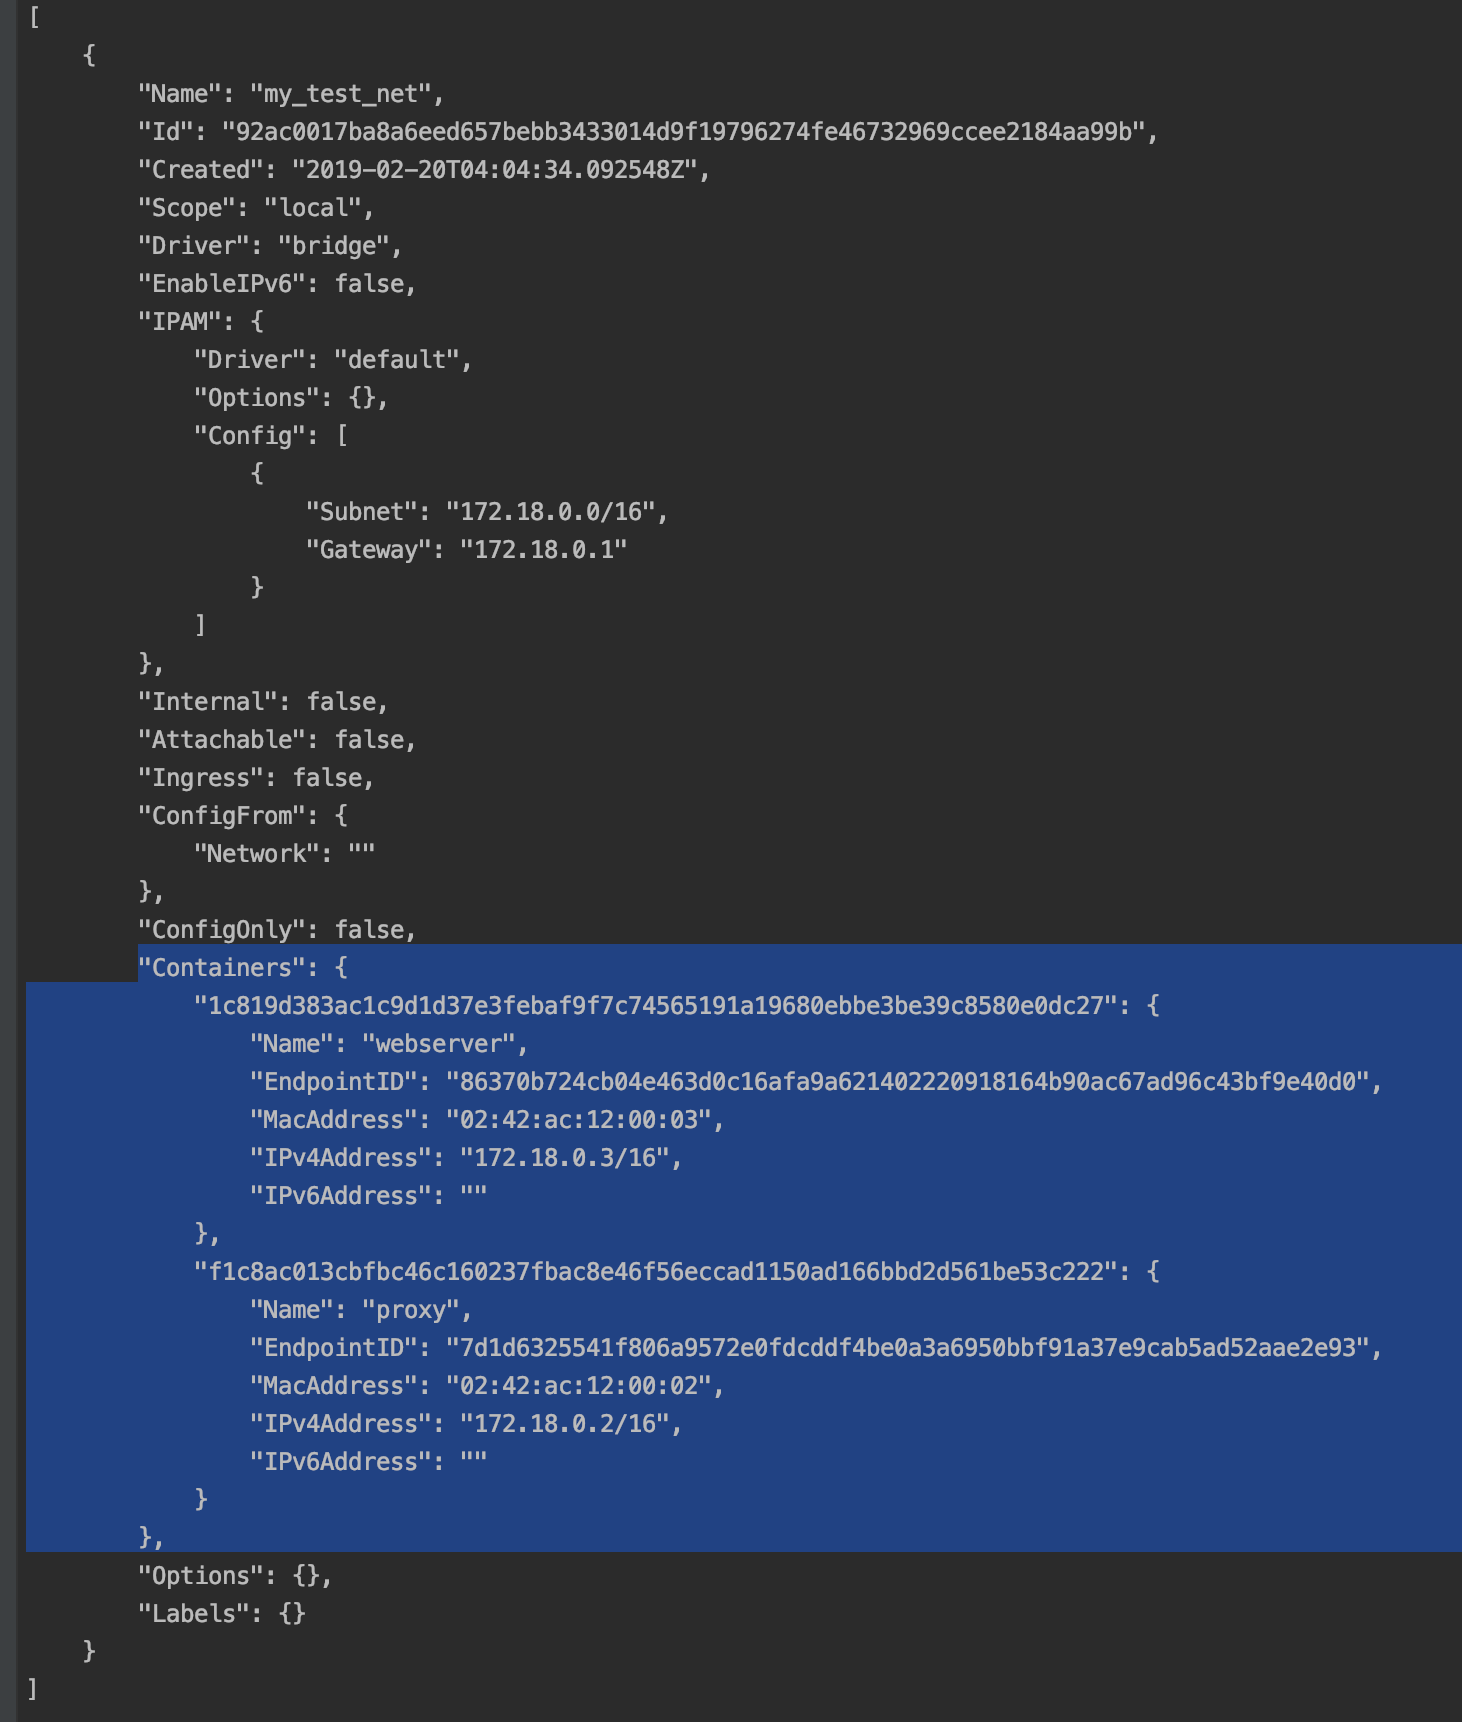 [
    {
        "Name": "my_test_net",
        "Id": "92ac0017ba8a6eed657bebb3433014d9f19796274fe46732969ccee2184aa99b",
        "Created": "2019-02-20T04:04:34.092548Z",
        "Scope": "local",
        "Driver": "bridge",
        "EnableIPv6": false,
        "IPAM": {
            "Driver": "default",
            "Options": {},
            "Config": [
                {
                    "Subnet": "172.18.0.0/16",
                    "Gateway": "172.18.0.1"
                }
            ]
        },
        "Internal": false,
        "Attachable": false,
        "Ingress": false,
        "ConfigFrom": {
            "Network": ""
        },
        "ConfigOnly": false,
        "Containers": {
            "1c819d383ac1c9d1d37e3febaf9f7c74565191a19680ebbe3be39c8580e0dc27": {
                "Name": "webserver",
                "EndpointID": "86370b724cb04e463d0c16afa9a621402220918164b90ac67ad96c43bf9e40d0",
                "MacAddress": "02:42:ac:12:00:03",
                "IPv4Address": "172.18.0.3/16",
                "IPv6Address": ""
            },
            "f1c8ac013cbfbc46c160237fbac8e46f56eccad1150ad166bbd2d561be53c222": {
                "Name": "proxy",
                "EndpointID": "7d1d6325541f806a9572e0fdcddf4be0a3a6950bbf91a37e9cab5ad52aae2e93",
                "MacAddress": "02:42:ac:12:00:02",
                "IPv4Address": "172.18.0.2/16",
                "IPv6Address": ""
            }
        },
        "Options": {},
        "Labels": {}
    }
]